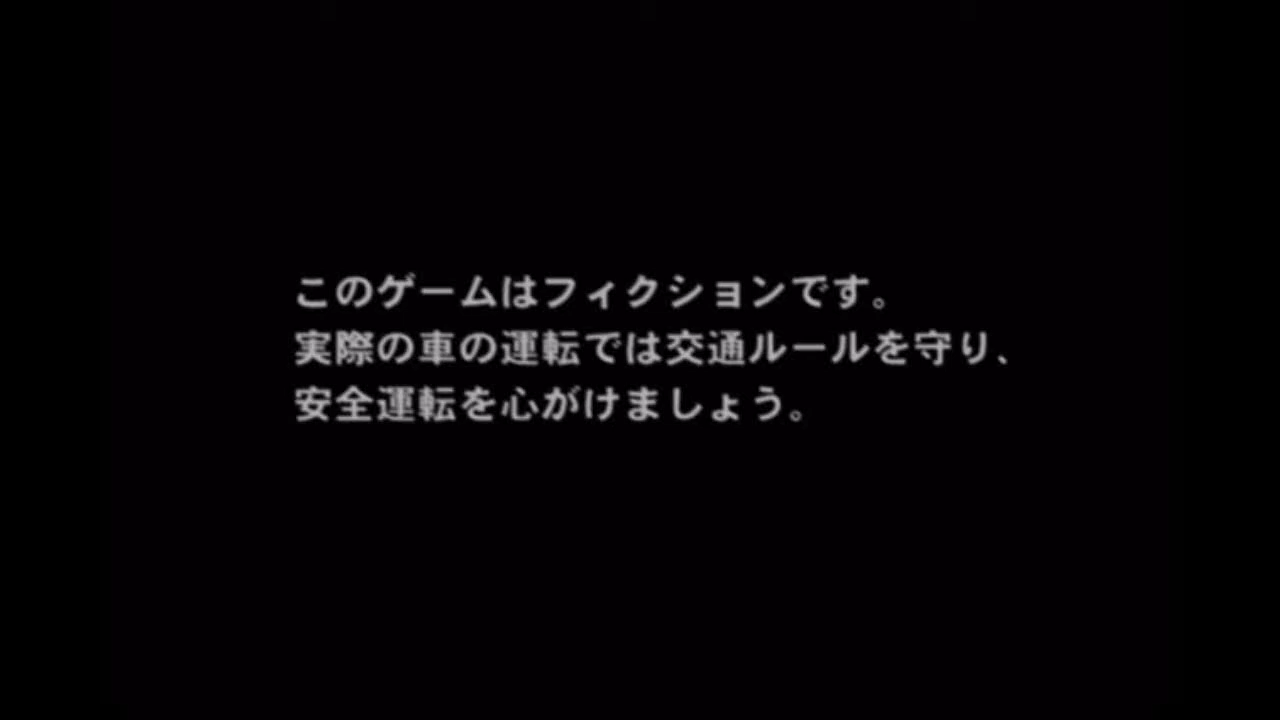 このゲームはフィクションです。
実際の車の運転では交通ルールを守り、
安全運転を心がけましょう。